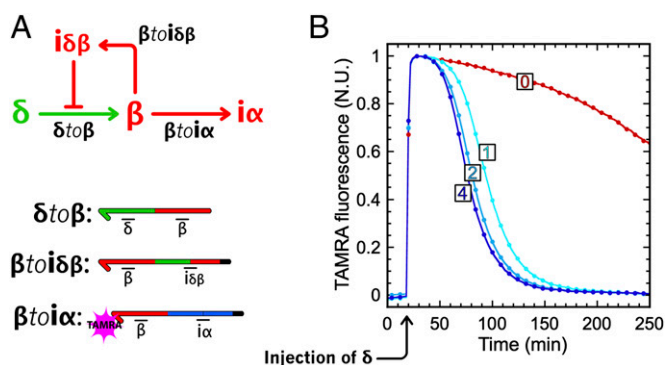 A
iδβ
βtoiδβ
δ
β
iα
δtoβ
βtoiα
δtoβ:
δ
β
βtoiδβ:
β
iδβ
βtoiα:
TAMRA
β
iα
B
TAMRA fluorescence (N.U.)
1
0.8
0.6
0.4
0.2
0
0
1
2
4
0 50 100 150 200 250
Time (min)
Injection of δ